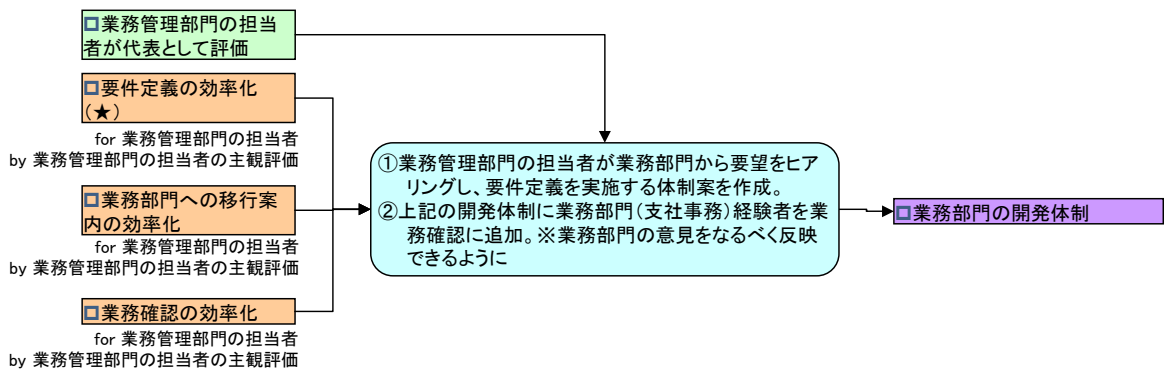 □業務管理部門の担当
者が代表として評価
□要件定義の効率化
(★)
for 業務管理部門の担当者
by 業務管理部門の担当者の主観評価
□業務部門への移行案
内の効率化
for 業務管理部門の担当者
by 業務管理部門の担当者の主観評価
□業務確認の効率化
for 業務管理部門の担当者
by 業務管理部門の担当者の主観評価
①業務管理部門の担当者が業務部門から要望をヒア
リングし、要件定義を実施する体制案を作成。
②上記の開発体制に業務部門(支社事務)経験者を業
務確認に追加。※業務部門の意見をなるべく反映
できるように
□業務部門の開発体制